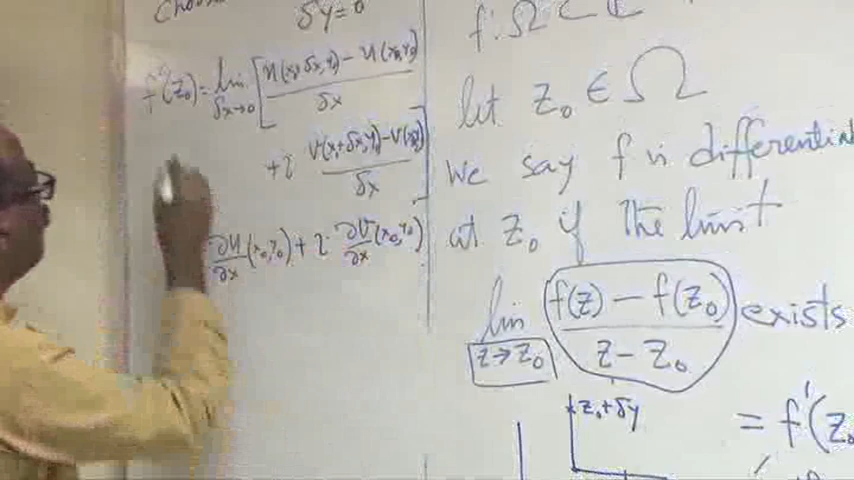 Choose
δy=0
f'(z₀) = lim δx→0 [ u(x₀+δx,y₀) − u(x₀,y₀) / δx
+ i v(x₀+δx,y₀) − v(x₀,y₀) / δx ]
∂u/∂x (x₀,y₀) + i ∂v/∂x (x₀,y₀)
f: Ω ⊂ ℂ
let z₀ ∈ Ω
We say f is differentia
at z₀ if the limit
lim z→z₀ f(z) − f(z₀) / z − z₀ exists
z₀+δy
= f'(z₀